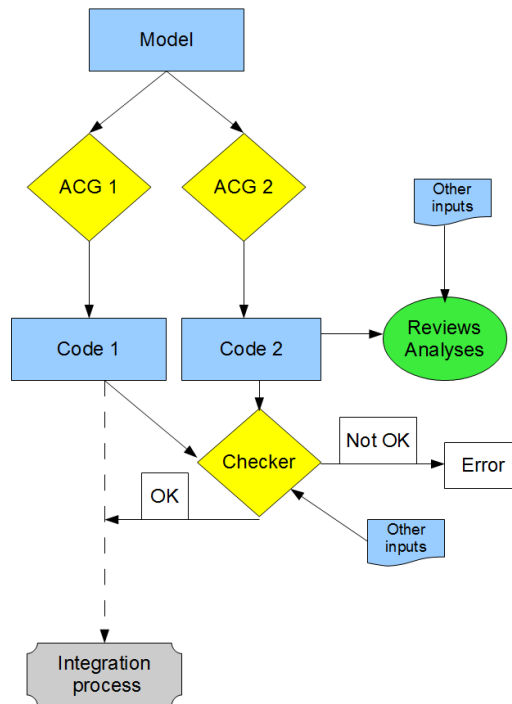 Model
ACG 1
ACG 2
Other
inputs
Code 1
Code 2
Reviews
Analyses
Checker
Not OK
Error
OK
Other
inputs
Integration
process